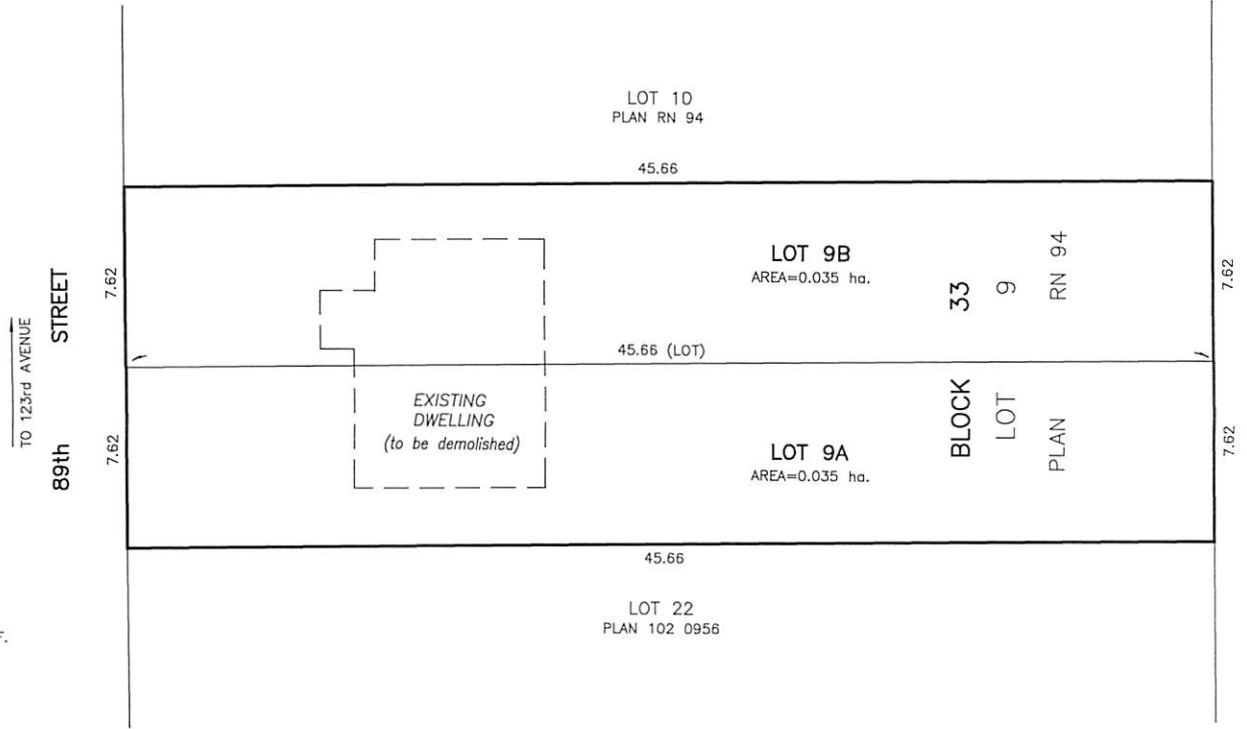 LOT 10
PLAN RN 94
45.66
7.62
LOT 9B
AREA=0.035 ha.
7.62
45.66 (LOT)
TO 123rd AVENUE
89th STREET
EXISTING
DWELLING
(to be demolished)
7.62
LOT 9A
AREA=0.035 ha.
BLOCK 33
LOT 9
PLAN RN 94
7.62
45.66
LOT 22
PLAN 102 0956